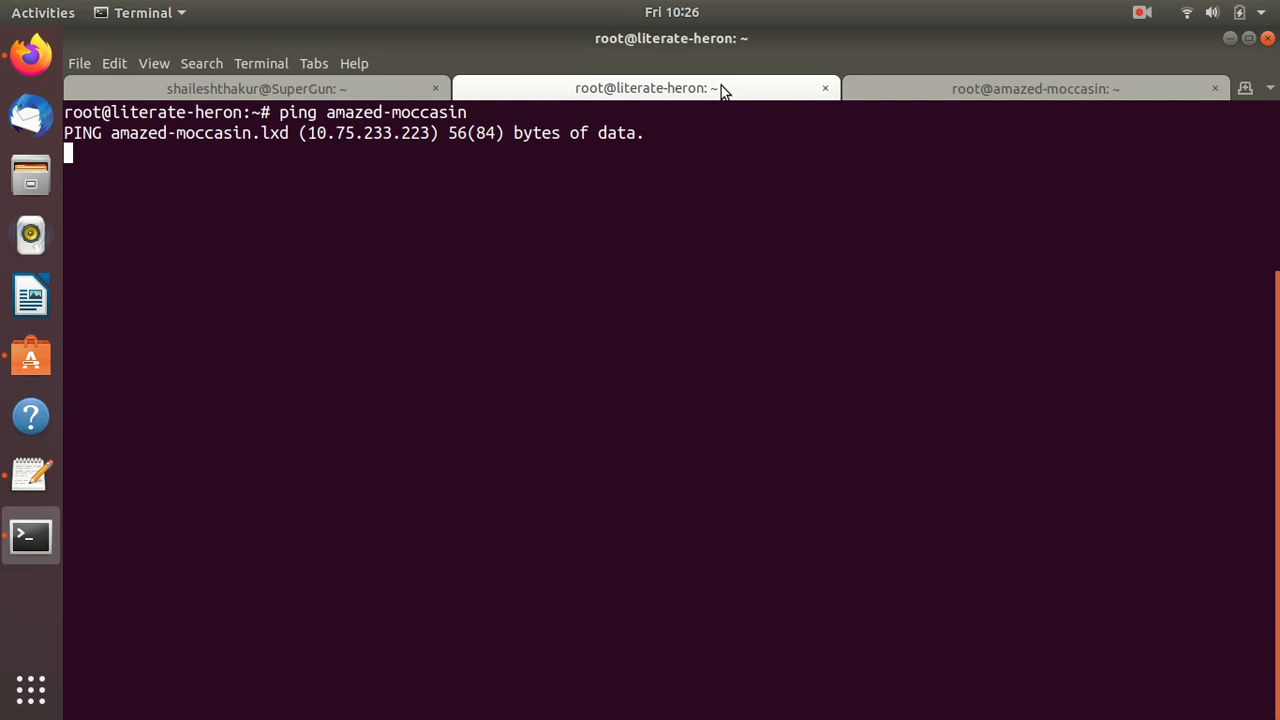 Activities Terminal Fri 10:26
root@literate-heron: ~
File Edit View Search Terminal Tabs Help
shaileshthakur@SuperGun: ~ × root@literate-heron: ~ × root@amazed-moccasin: ~ ×
root@literate-heron:~# ping amazed-moccasin
PING amazed-moccasin.lxd (10.75.233.223) 56(84) bytes of data.